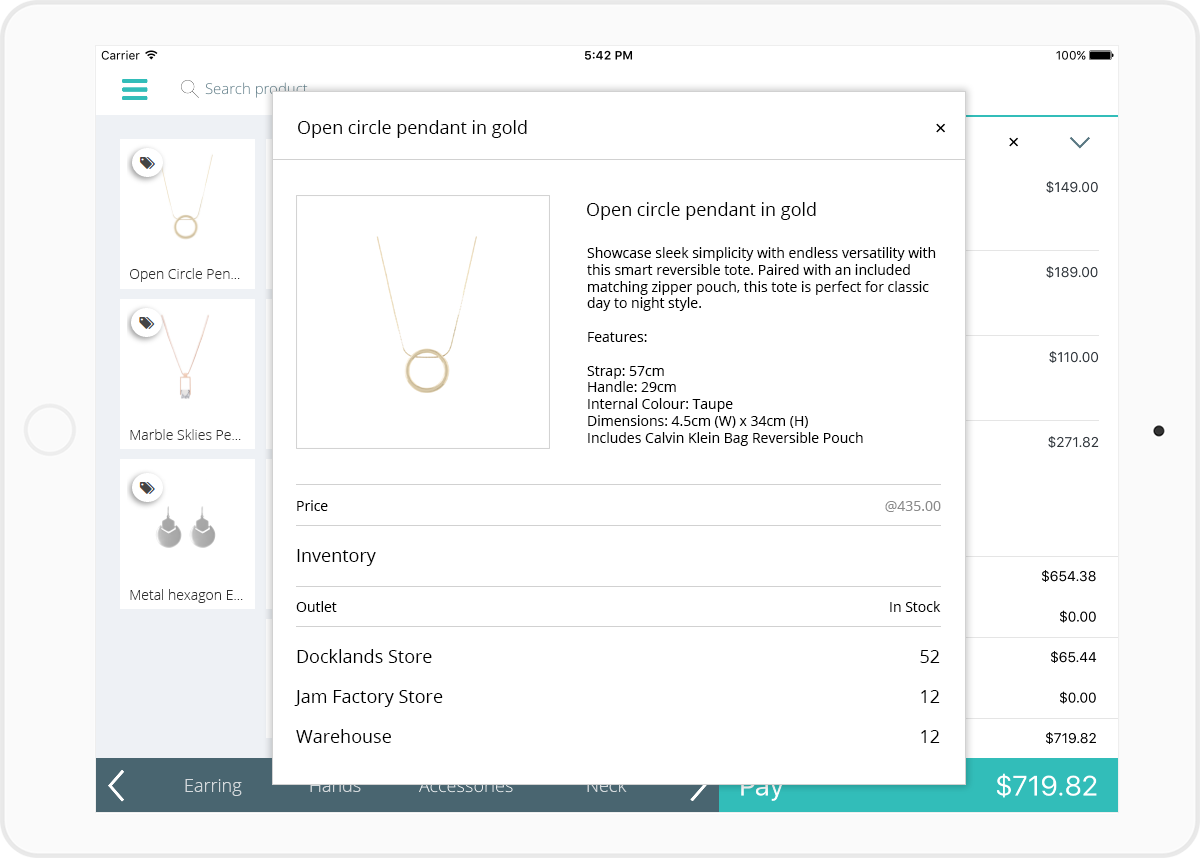 Carrier
5:42 PM
100%
Search product
Open circle pendant in gold
×
×
Open Circle Pen...
Marble Sklies Pe...
Metal hexagon E...
Open circle pendant in gold
Showcase sleek simplicity with endless versatility with
this smart reversible tote. Paired with an included
matching zipper pouch, this tote is perfect for classic
day to night style.
Features:
Strap: 57cm
Handle: 29cm
Internal Colour: Taupe
Dimensions: 4.5cm (W) x 34cm (H)
Includes Calvin Klein Bag Reversible Pouch
Price @435.00
Inventory
Outlet In Stock
Docklands Store 52
Jam Factory Store 12
Warehouse 12
$149.00
$189.00
$110.00
$271.82
$654.38
$0.00
$65.44
$0.00
$719.82
Earring Hands Accessories Neck
Pay $719.82